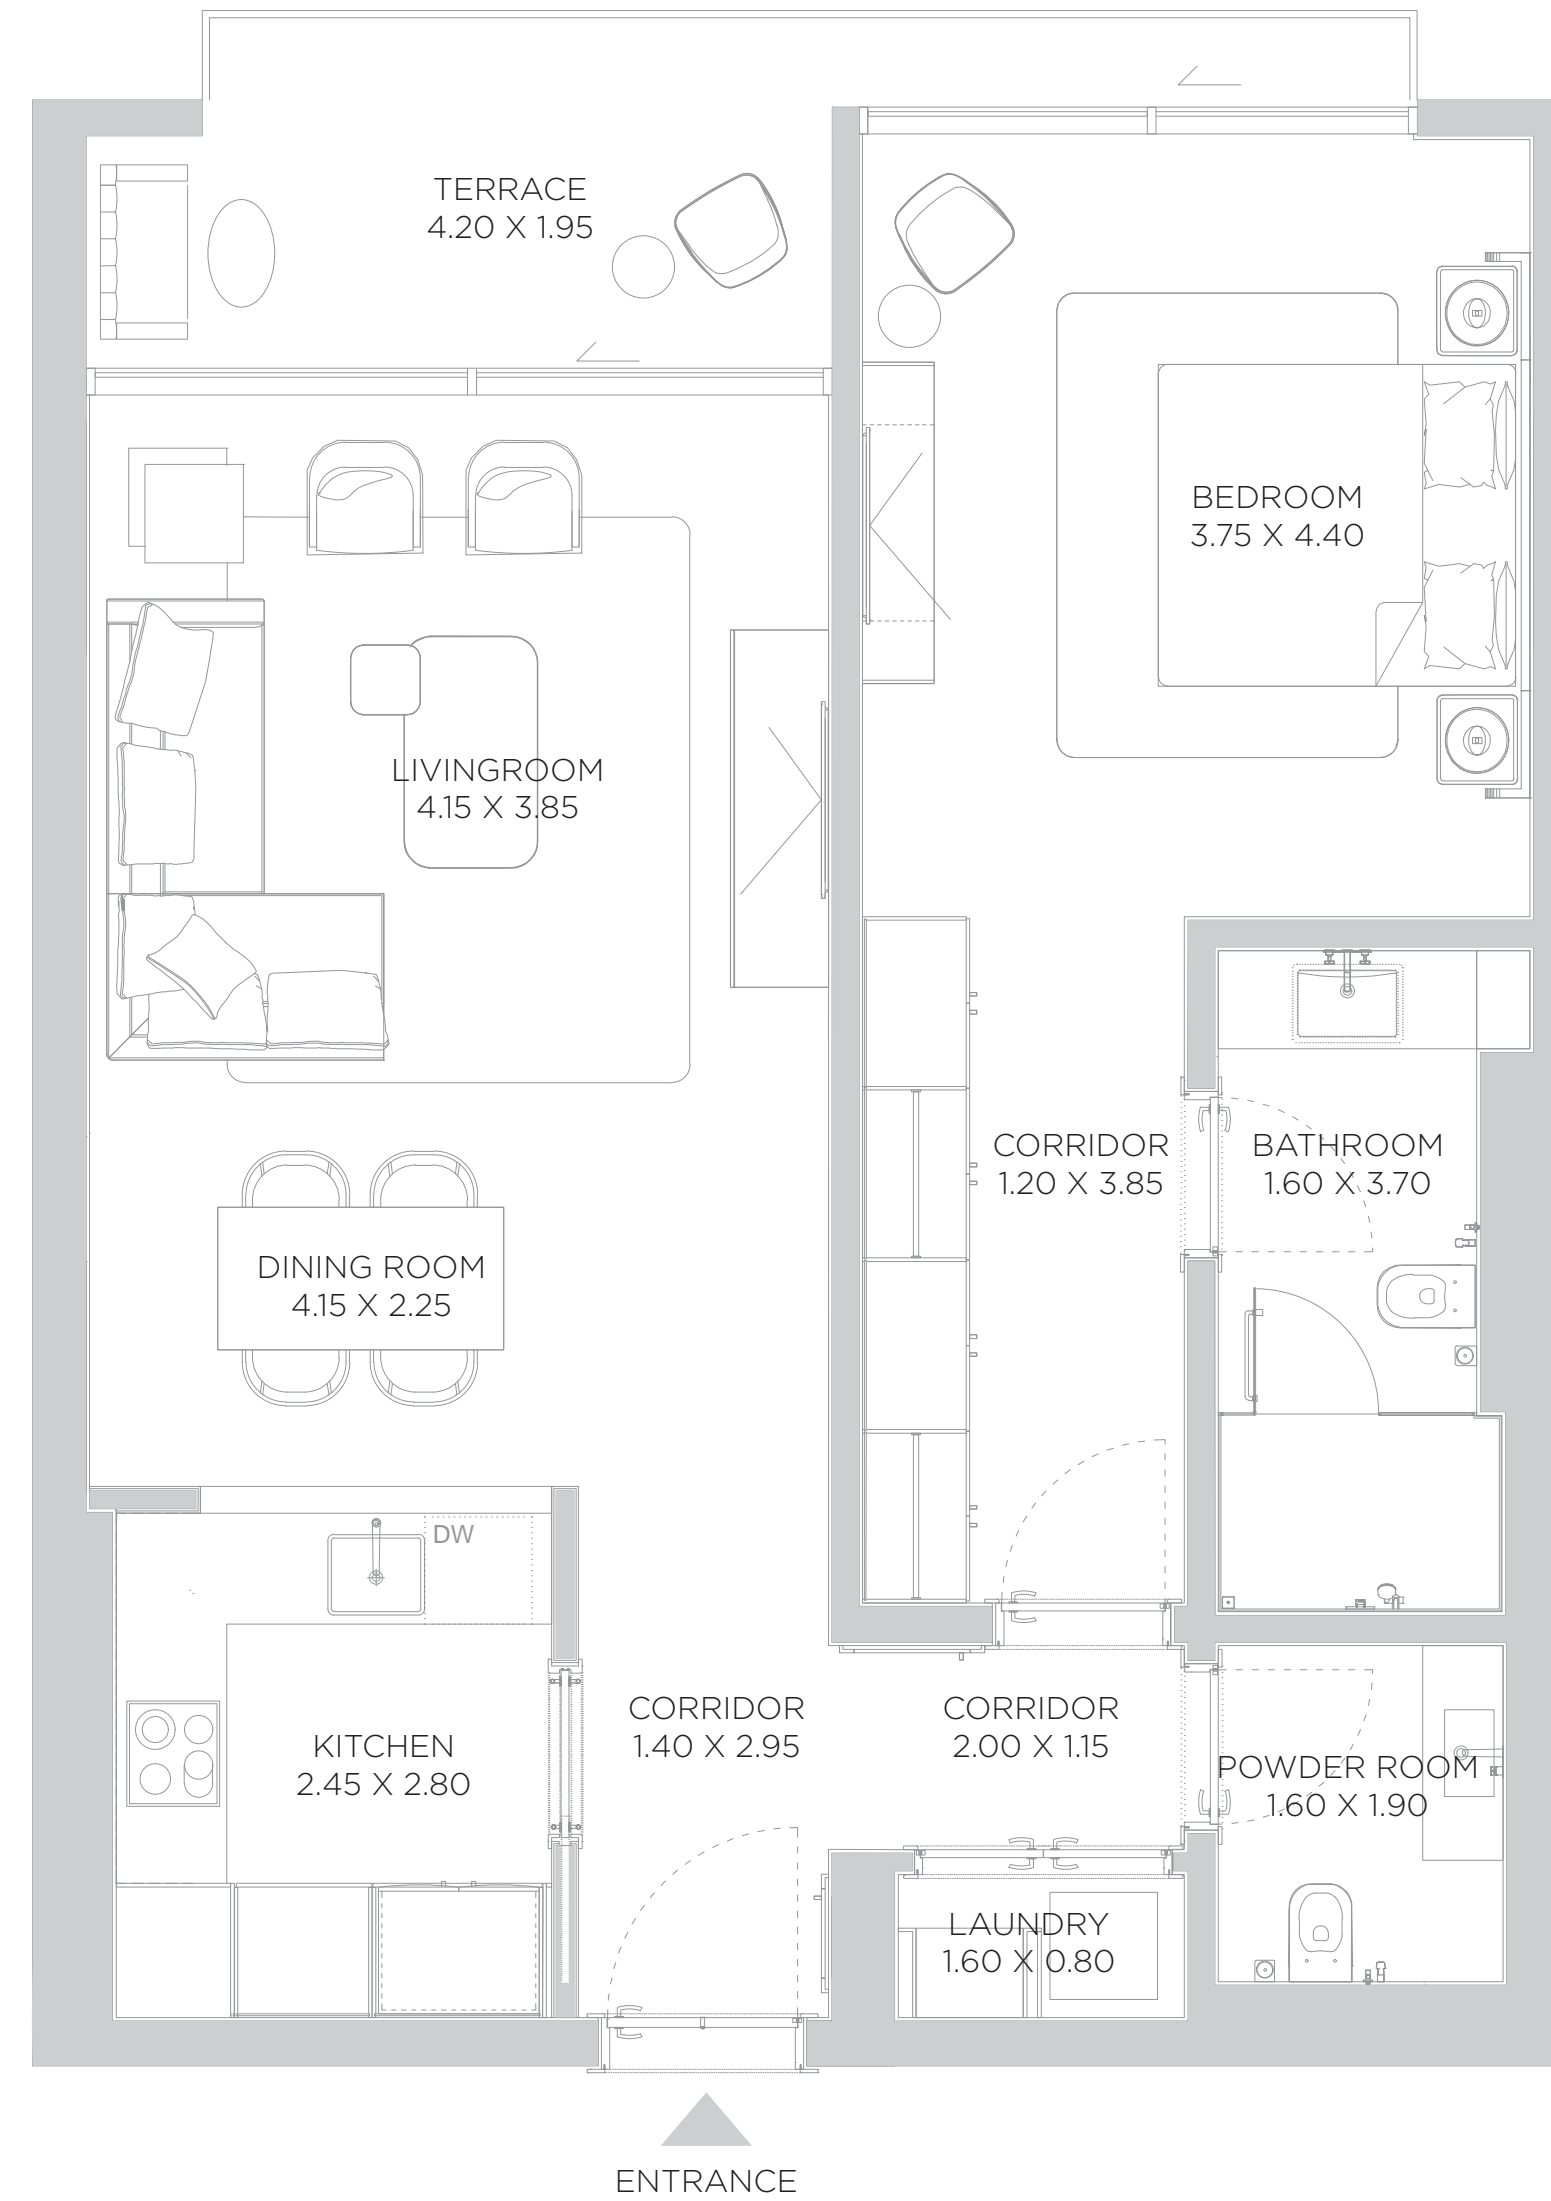 TERRACE
4.20 X 1.95
BEDROOM
3.75 X 4.40
LIVINGROOM
4.15 X 3.85
CORRIDOR
1.20 X 3.85
BATHROOM
1.60 X 3.70
DINING ROOM
4.15 X 2.25
DW
KITCHEN
2.45 X 2.80
CORRIDOR
1.40 X 2.95
CORRIDOR
2.00 X 1.15
POWDER ROOM
1.60 X 1.90
LAUNDRY
1.60 X 0.80
ENTRANCE